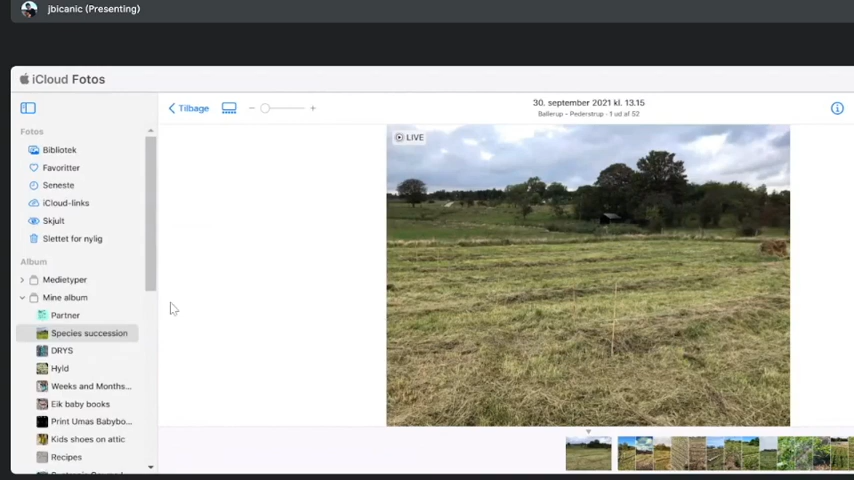 jbicanic (Presenting)
iCloud Fotos
Tilbage
30. september 2021 kl. 13.15
Ballerup - Pederstrup · 1 ud af 52
LIVE
Fotos
Bibliotek
Favoritter
Seneste
iCloud-links
Skjult
Slettet for nylig
Album
Medietyper
Mine album
Partner
Species succession
DRYS
Hyld
Weeks and Months...
Eik baby books
Print Umas Babybo...
Kids shoes on attic
Recipes